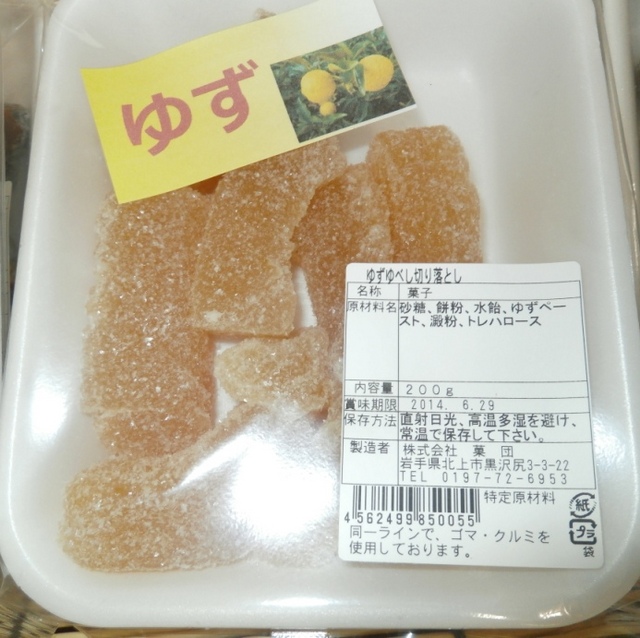 ゆず
ゆずゆべし切り落とし
名称 菓子
原材料名 砂糖、餅粉、水飴、ゆずペー
スト、澱粉、トレハロース
内容量 200g
賞味期限 2014. 6.29
保存方法 直射日光、高温多湿を避け、
常温で保存して下さい。
製造者 株式会社 菓団
岩手県北上市黒沢尻3-3-22
TEL 0197-72-6953
4562499850055
特定原材料
同一ラインで、ゴマ・クルミを
使用しております。
紙
プラ
袋